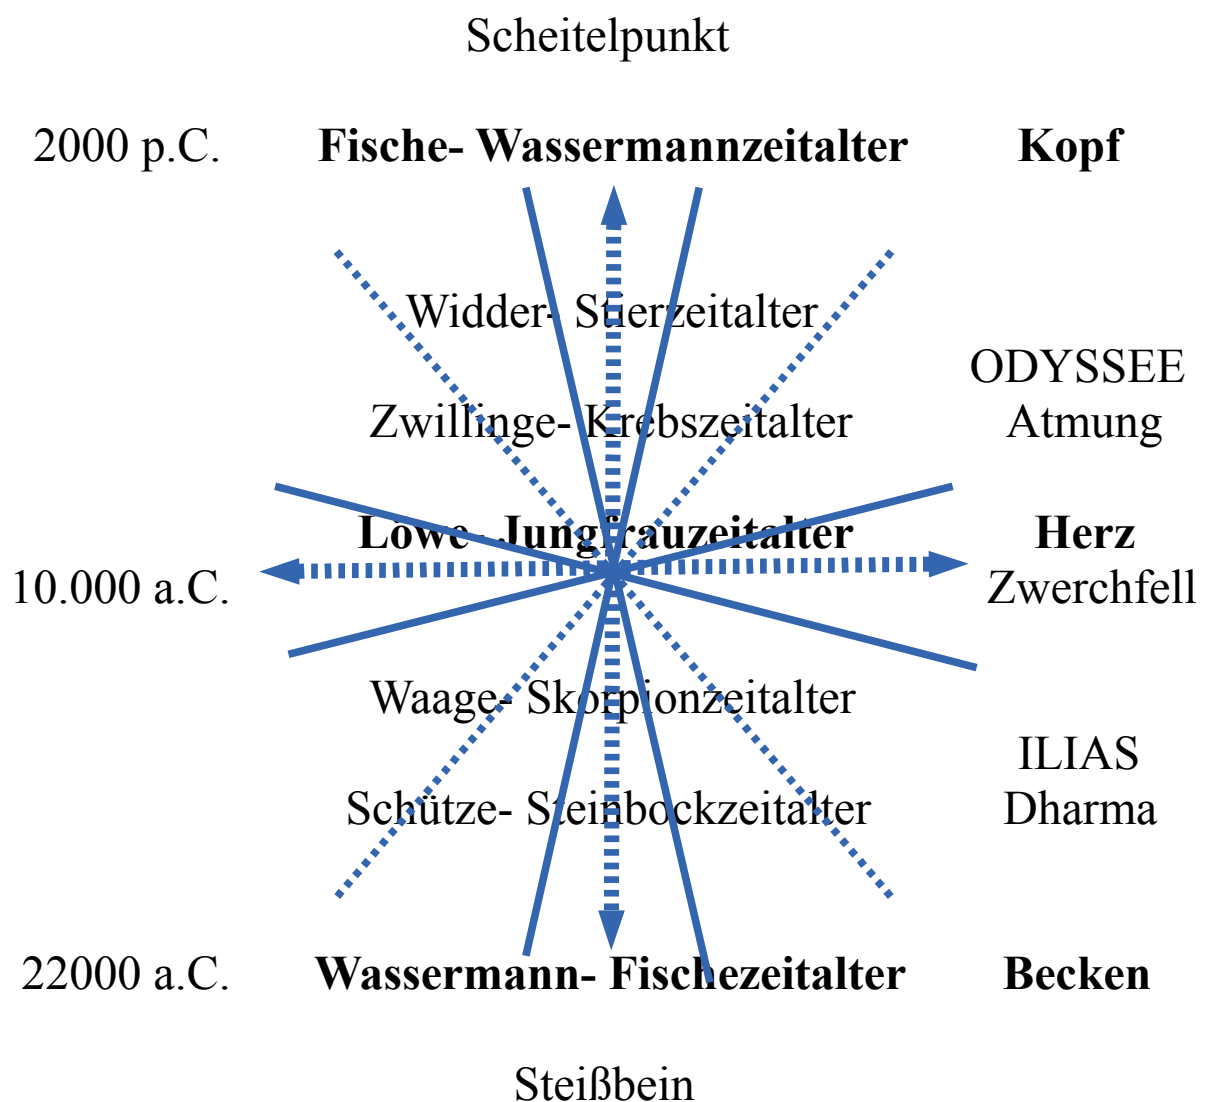 Scheitelpunkt
2000 p.C. Fische- Wassermannzeitalter Kopf
Widder- Stierzeitalter
ODYSSEE
Zwillinge- Krebszeitalter Atmung
Löwe- Jungfrauzeitalter Herz
10.000 a.C. Zwerchfell
Waage- Skorpionzeitalter
ILIAS
Schütze- Steinbockzeitalter Dharma
22000 a.C. Wassermann- Fischezeitalter Becken
Steißbein